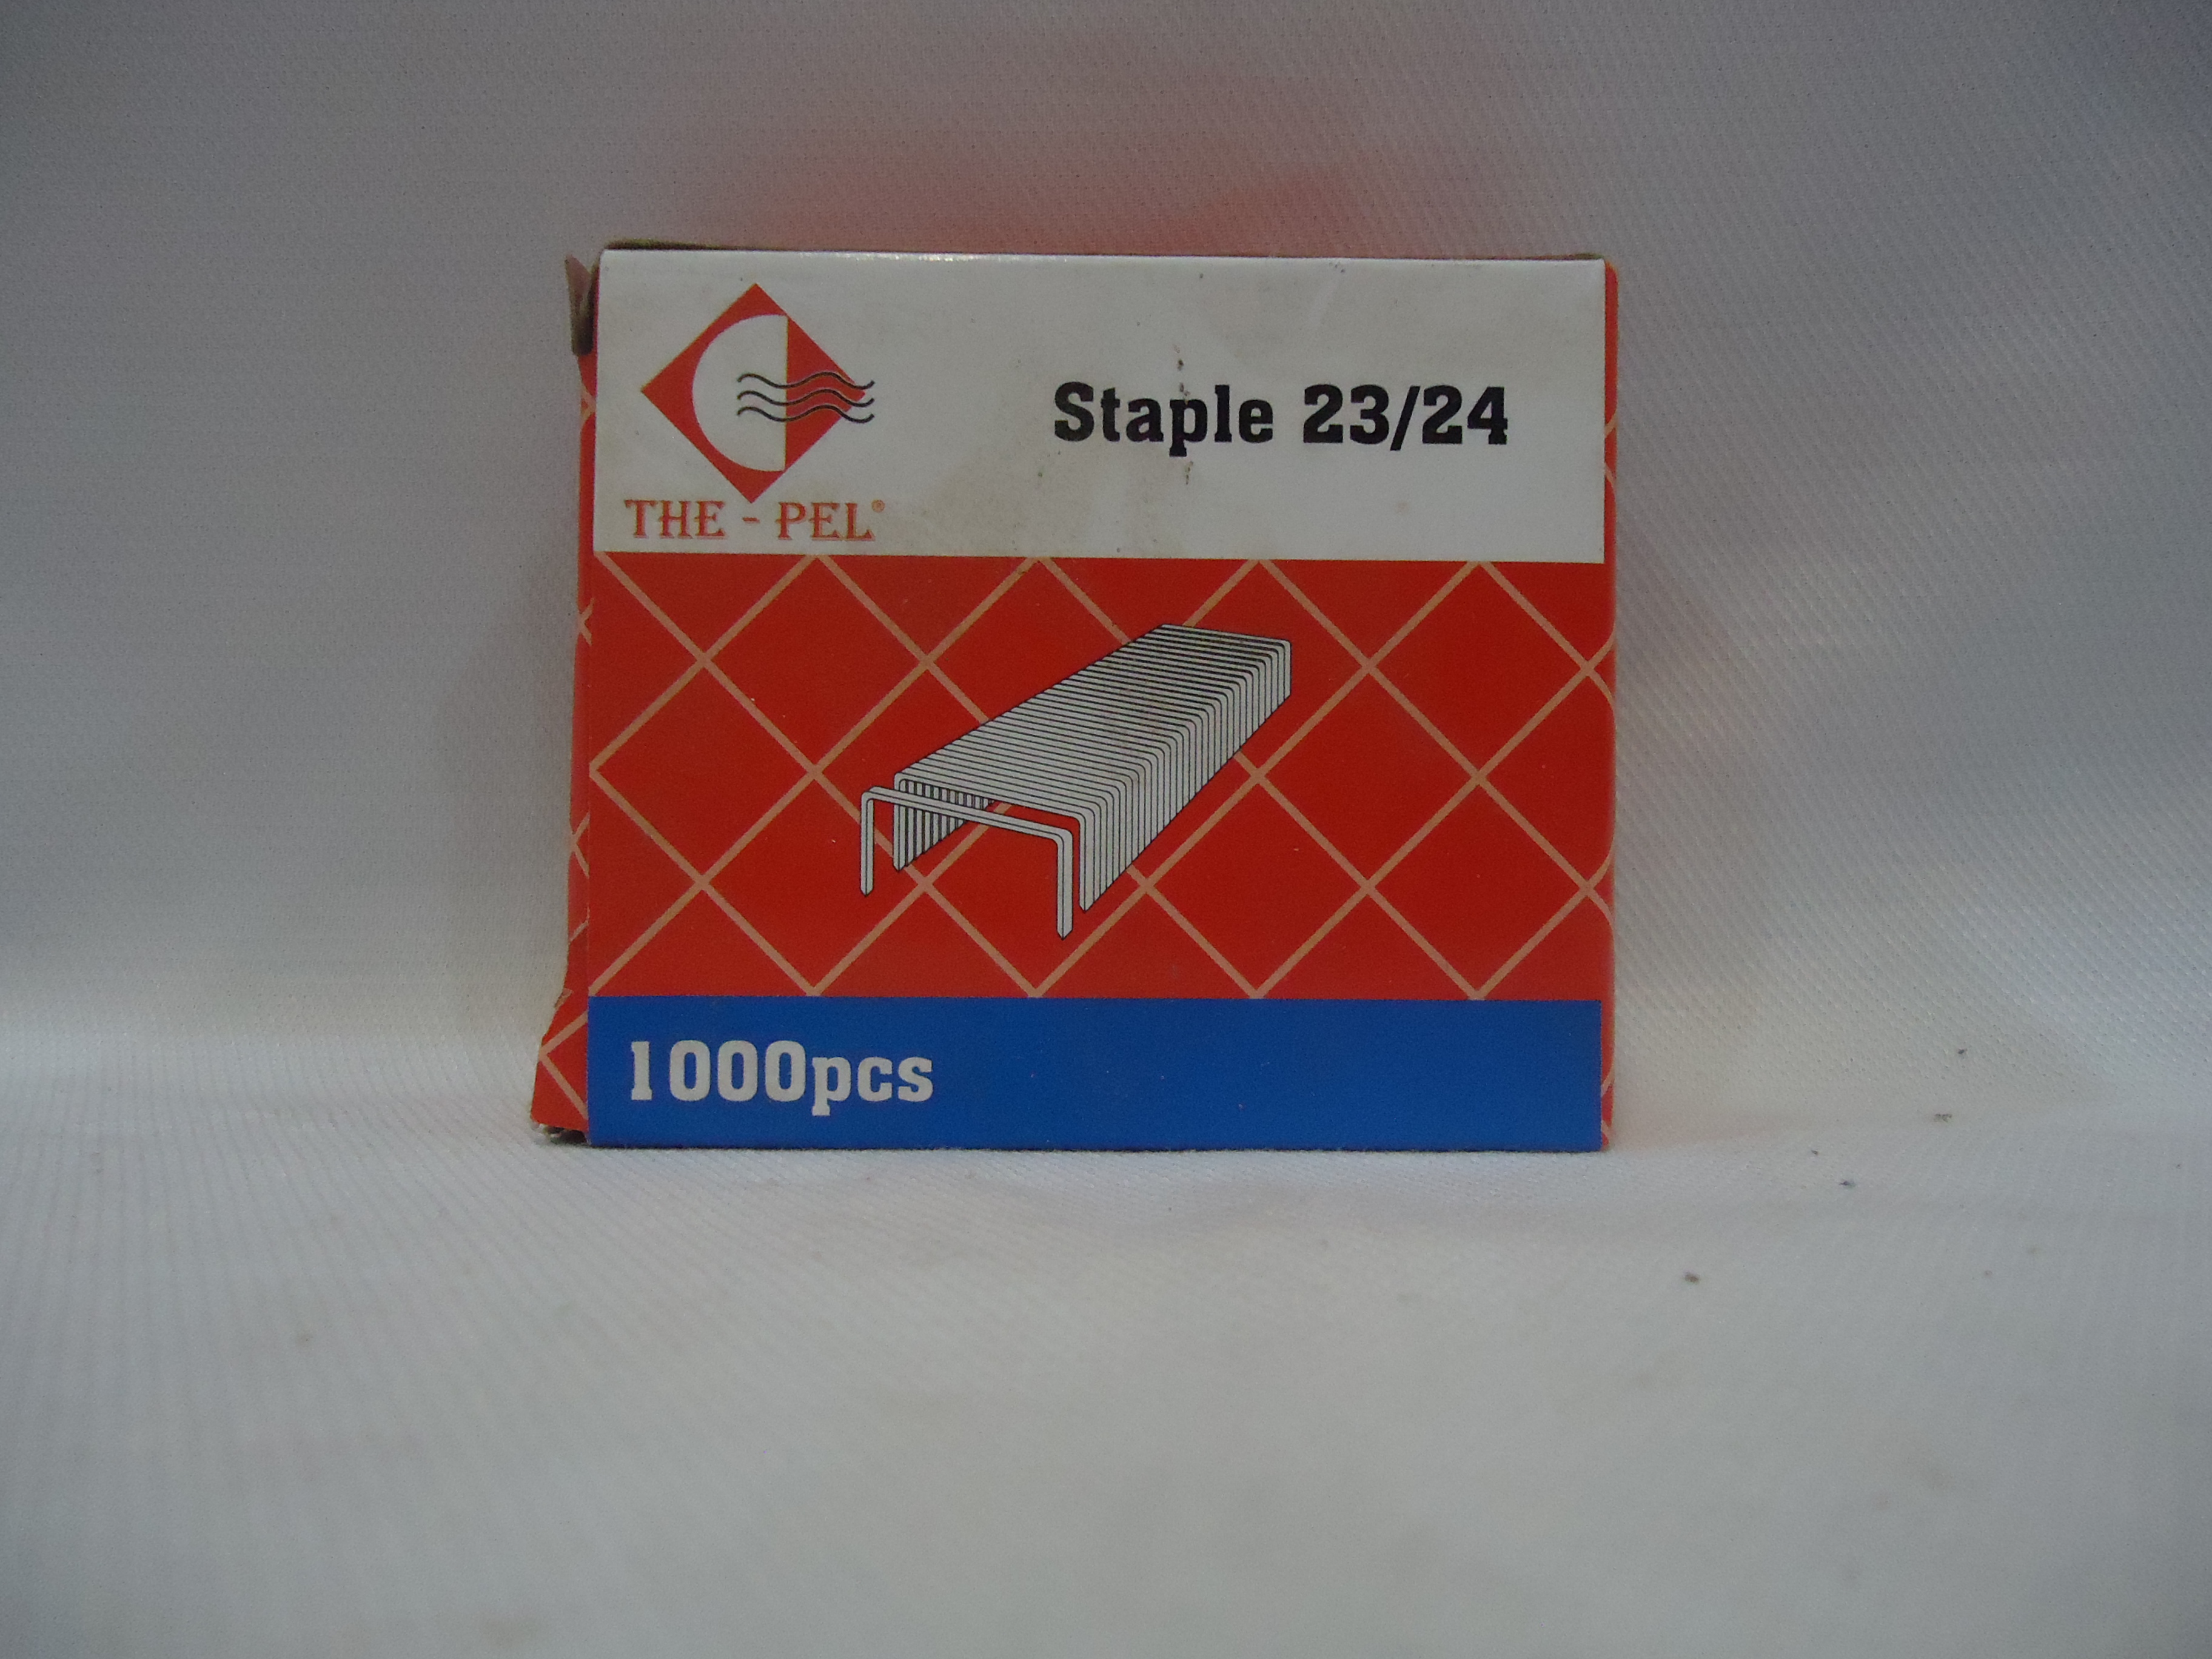 Staple 23/24
THE - PEL®
1000pcs